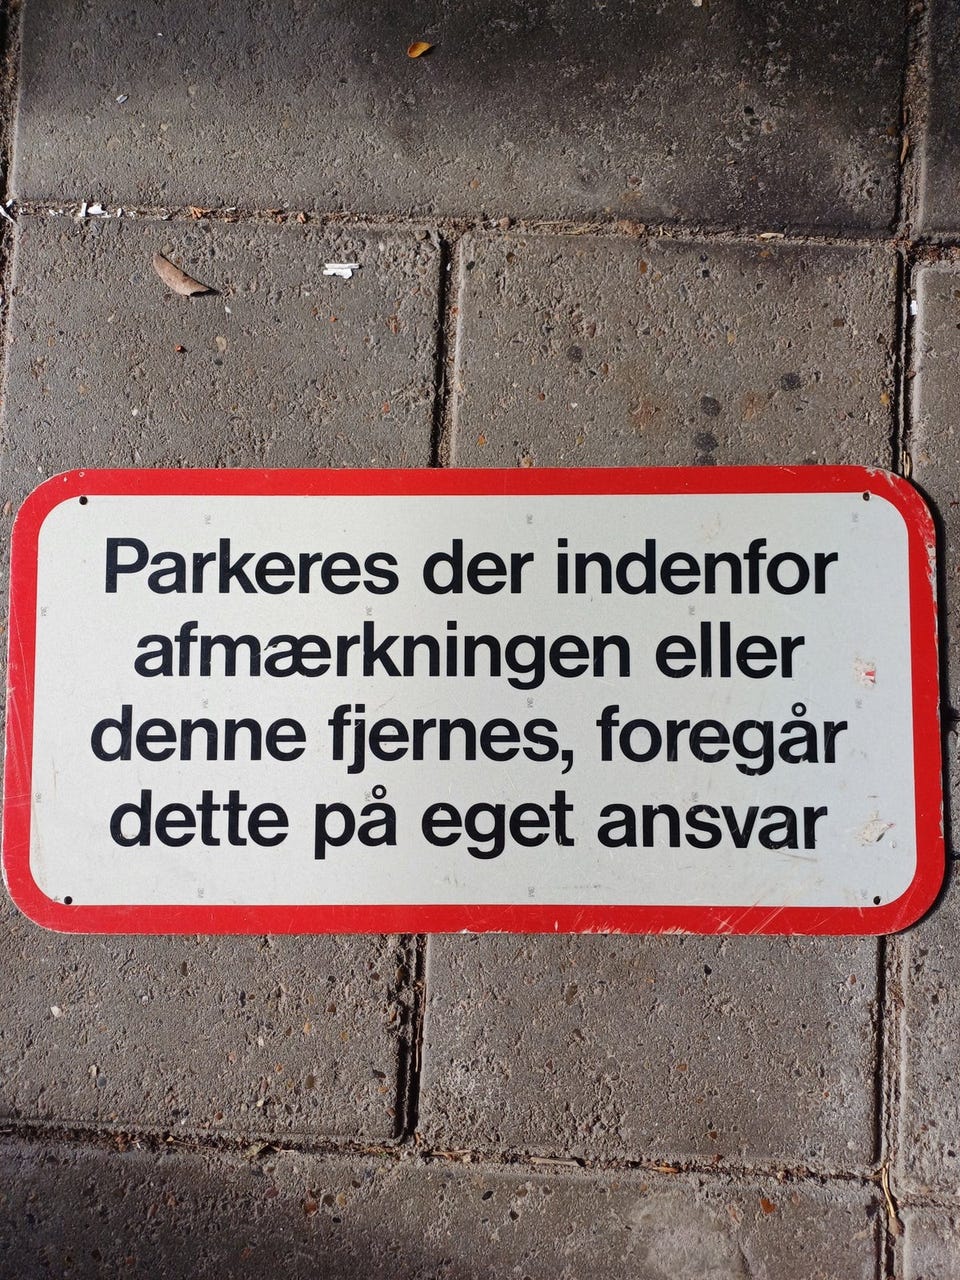 Parkeres der indenfor
afmærkningen eller
denne fjernes, foregår
dette på eget ansvar